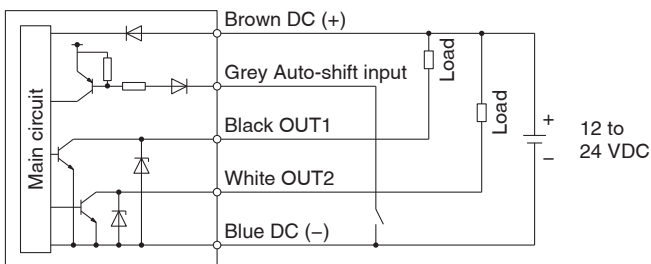 Brown DC (+)
Grey Auto-shift input
Black OUT1
White OUT2
Blue DC (−)
Main circuit
Load
Load
+
−
12 to
24 VDC